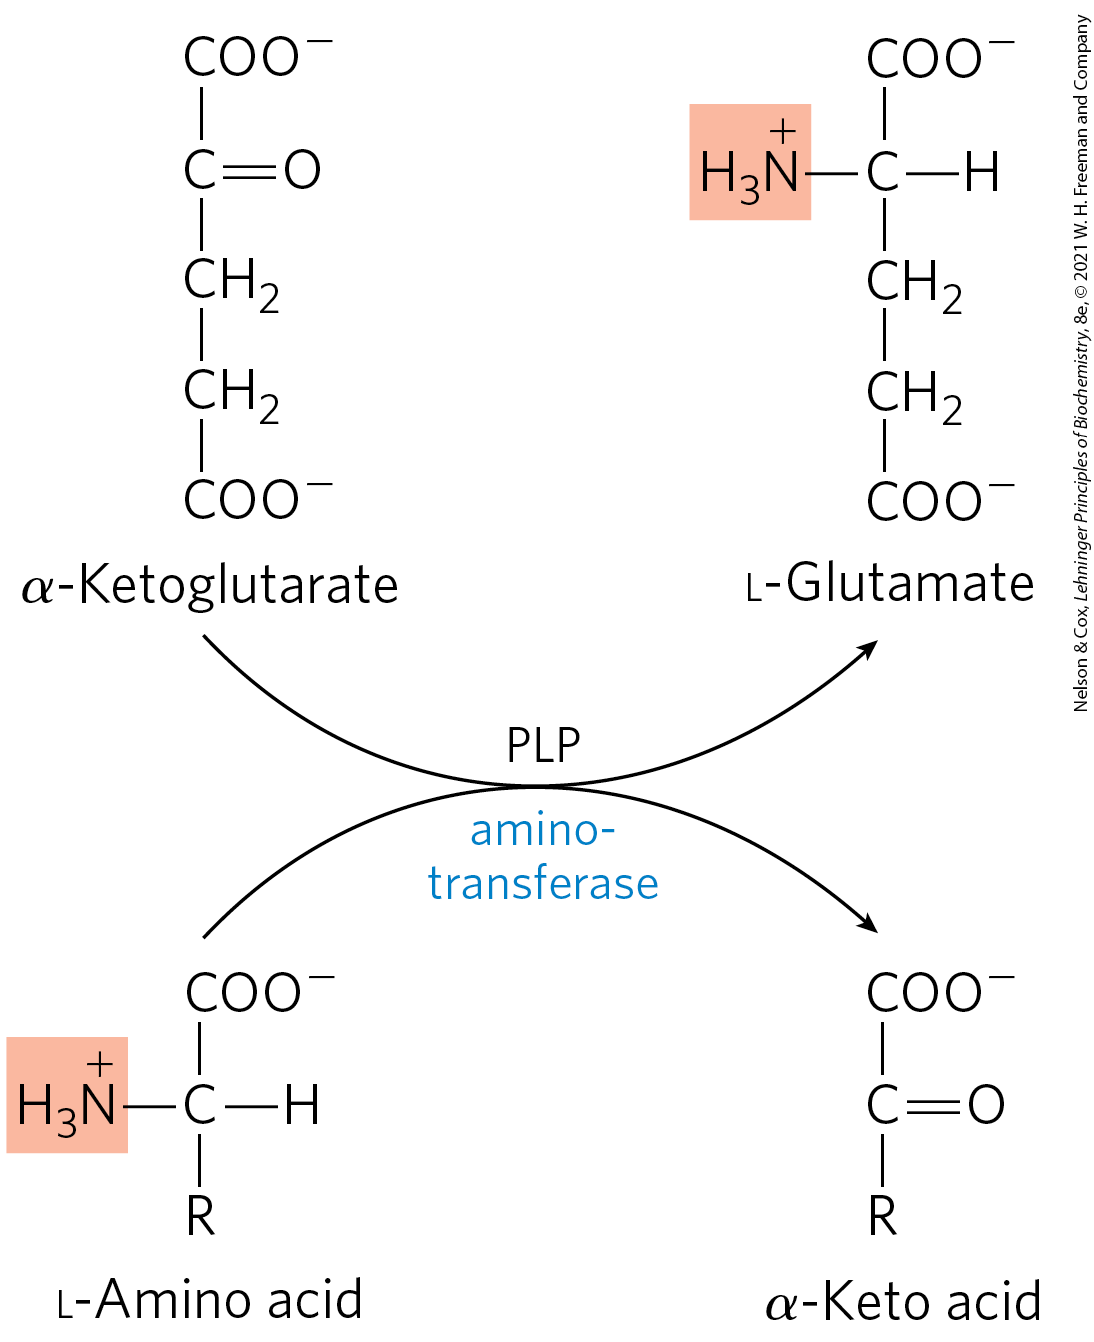 COO⁻
C=O
CH₂
CH₂
COO⁻
α-Ketoglutarate
COO⁻
H₃N⁺—C—H
CH₂
CH₂
COO⁻
L-Glutamate
PLP
amino-
transferase
COO⁻
H₃N⁺—C—H
R
L-Amino acid
COO⁻
C=O
R
α-Keto acid
Nelson & Cox, Lehninger Principles of Biochemistry, 8e, © 2021 W. H. Freeman and Company